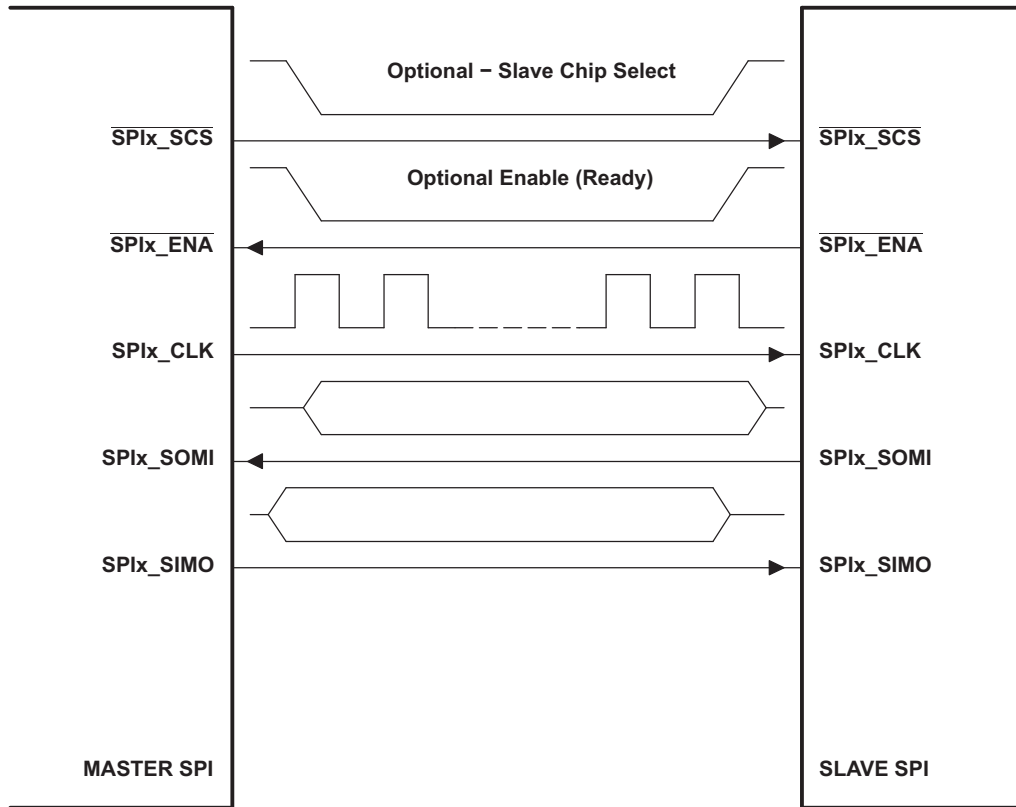 Optional − Slave Chip Select
SPIx_SCS SPIx_SCS
Optional Enable (Ready)
SPIx_ENA SPIx_ENA
SPIx_CLK SPIx_CLK
SPIx_SOMI SPIx_SOMI
SPIx_SIMO SPIx_SIMO
MASTER SPI SLAVE SPI